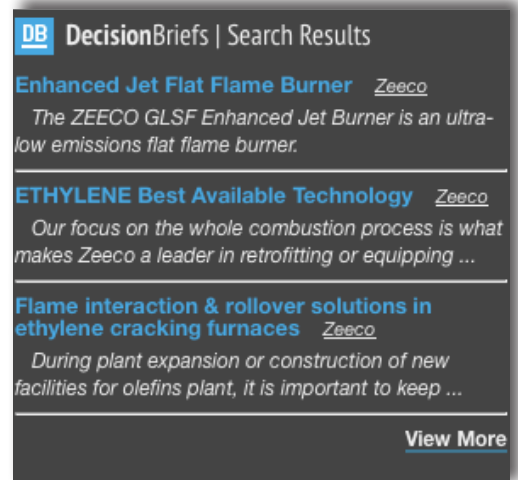 DB DecisionBriefs | Search Results
Enhanced Jet Flat Flame Burner Zeeco
The ZEECO GLSF Enhanced Jet Burner is an ultra-
low emissions flat flame burner.
ETHYLENE Best Available Technology Zeeco
Our focus on the whole combustion process is what
makes Zeeco a leader in retrofitting or equipping ...
Flame interaction & rollover solutions in
ethylene cracking furnaces Zeeco
During plant expansion or construction of new
facilities for olefins plant, it is important to keep ...
View More